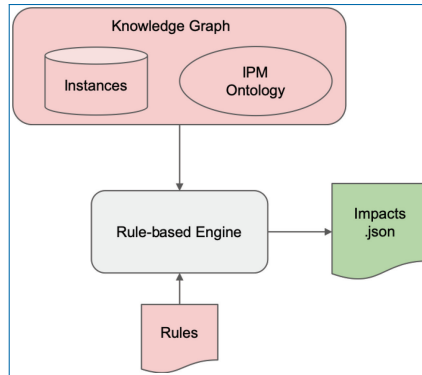 Knowledge Graph
Instances
IPM
Ontology
Rule-based Engine
Impacts
.json
Rules